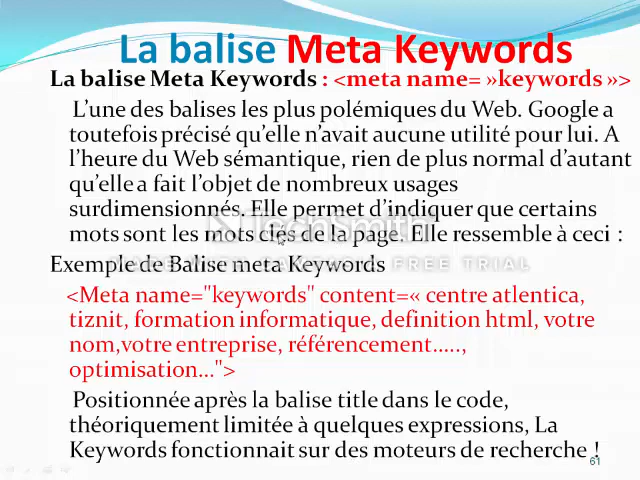 La balise Meta Keywords
La balise Meta Keywords : <meta name= »keywords »>
L’une des balises les plus polémiques du Web. Google a
toutefois précisé qu’elle n’avait aucune utilité pour lui. A
l’heure du Web sémantique, rien de plus normal d’autant
qu’elle a fait l’objet de nombreux usages
surdimensionnés. Elle permet d’indiquer que certains
mots sont les mots clés de la page. Elle ressemble à ceci :
TechSmith
Exemple de Balise meta Keywords
FREE TRIAL
<Meta name="keywords" content=« centre atlentica,
tiznit, formation informatique, definition html, votre
nom,votre entreprise, référencement…..,
optimisation…">
Positionnée après la balise title dans le code,
théoriquement limitée à quelques expressions, La
Keywords fonctionnait sur des moteurs de recherche !
61